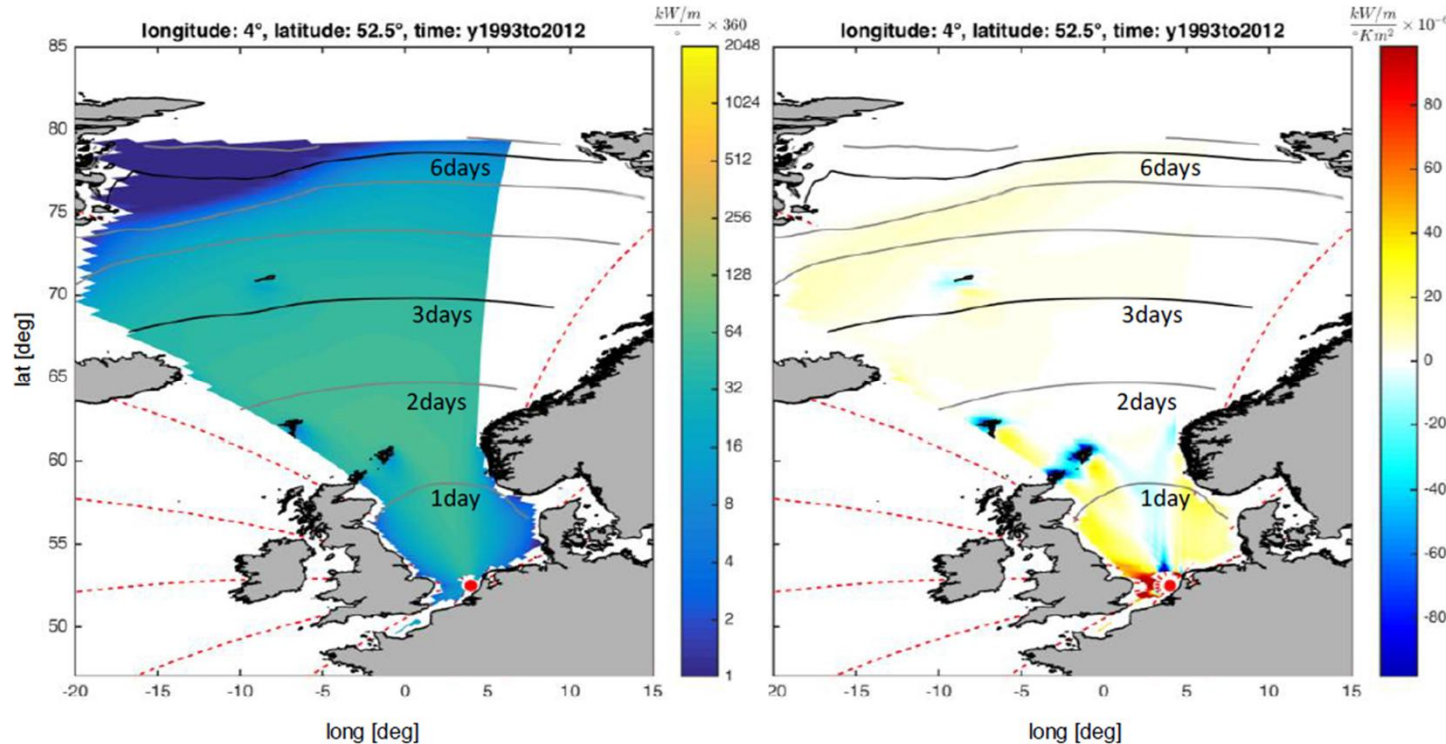 longitude: 4°, latitude: 52.5°, time: y1993to2012
kW/m
° × 360
85
80
75
70
65
60
55
50
lat [deg]
-20
-15
-10
-5
0
5
10
15
long [deg]
6days
3days
2days
1day
2048
1024
512
256
128
64
32
16
8
4
2
1
longitude: 4°, latitude: 52.5°, time: y1993to2012
kW/m
°Km² × 10⁻⁶
-20
-15
-10
-5
0
5
10
15
long [deg]
6days
3days
2days
1day
80
60
40
20
0
-20
-40
-60
-80